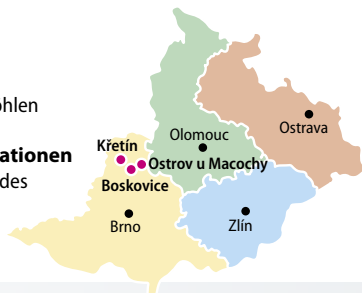 ohlen
ationen
des
Olomouc
Ostrava
Křetín
Ostrov u Macochy
Boskovice
Brno
Zlín